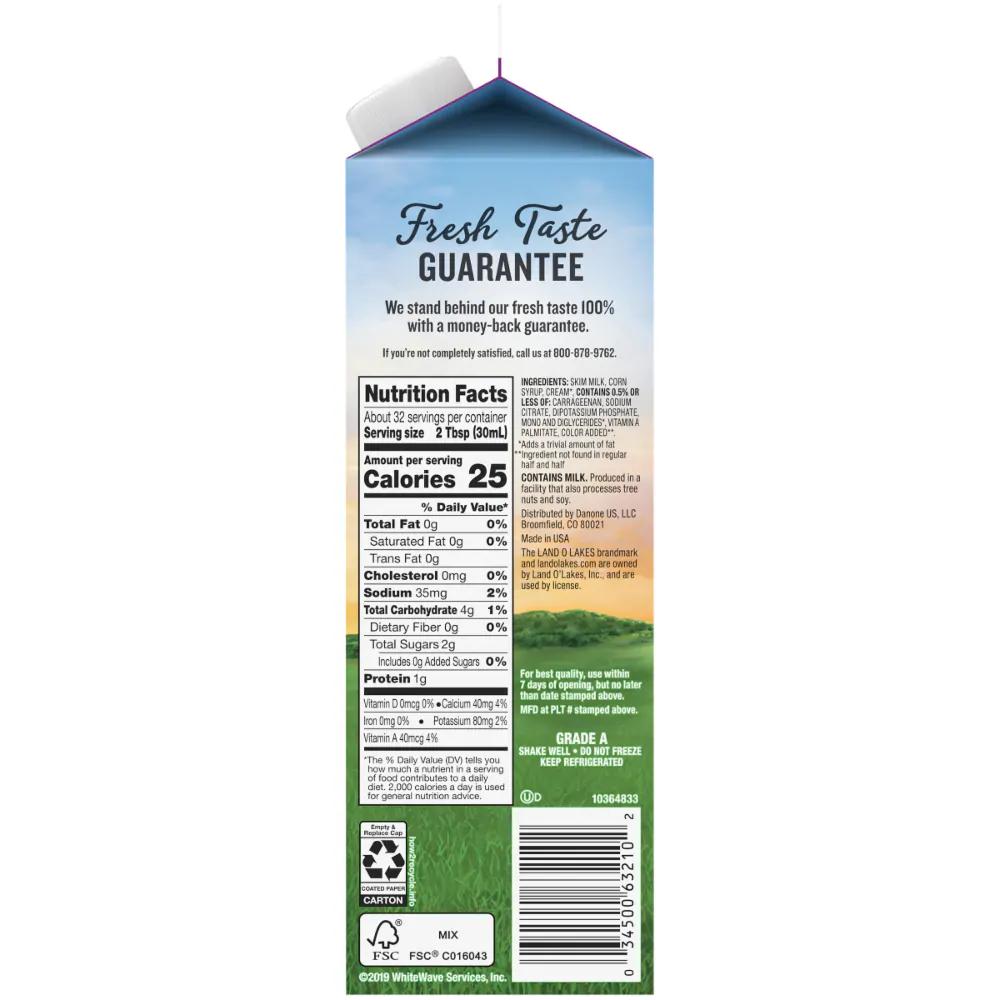 Fresh Taste
GUARANTEE
We stand behind our fresh taste 100%
with a money-back guarantee.
If you're not completely satisfied, call us at 800-878-9762.
Nutrition Facts
About 32 servings per container
Serving size 2 Tbsp (30mL)
Amount per serving
Calories 25
% Daily Value*
Total Fat 0g 0%
Saturated Fat 0g 0%
Trans Fat 0g
Cholesterol 0mg 0%
Sodium 35mg 2%
Total Carbohydrate 4g 1%
Dietary Fiber 0g 0%
Total Sugars 2g
Includes 0g Added Sugars 0%
Protein 1g
Vitamin D 0mcg 0% • Calcium 40mg 4%
Iron 0mg 0% • Potassium 80mg 2%
Vitamin A 40mcg 4%
*The % Daily Value (DV) tells you
how much a nutrient in a serving
of food contributes to a daily
diet. 2,000 calories a day is used
for general nutrition advice.
INGREDIENTS: SKIM MILK, CORN
SYRUP, CREAM*, CONTAINS 0.5% OR
LESS OF: CARRAGEENAN, SODIUM
CITRATE, DIPOTASSIUM PHOSPHATE,
MONO AND DIGLYCERIDES*, VITAMIN A
PALMITATE, COLOR ADDED**.
*Adds a trivial amount of fat
**Ingredient not found in regular
half and half
CONTAINS MILK. Produced in a
facility that also processes tree
nuts and soy.
Distributed by Danone US, LLC
Broomfield, CO 80021
Made in USA
The LAND O LAKES brandmark
and landolakes.com are owned
by Land O'Lakes, Inc., and are
used by license.
For best quality, use within
7 days of opening, but no later
than date stamped above.
MFD at PLT # stamped above.
GRADE A
SHAKE WELL • DO NOT FREEZE
KEEP REFRIGERATED
UD 10364833
Empty &
Replace Cap
COATED PAPER
CARTON
how2recycle.info
FSC®
MIX
FSC® C016043
©2019 WhiteWave Services, Inc.
0 34500 63210 2